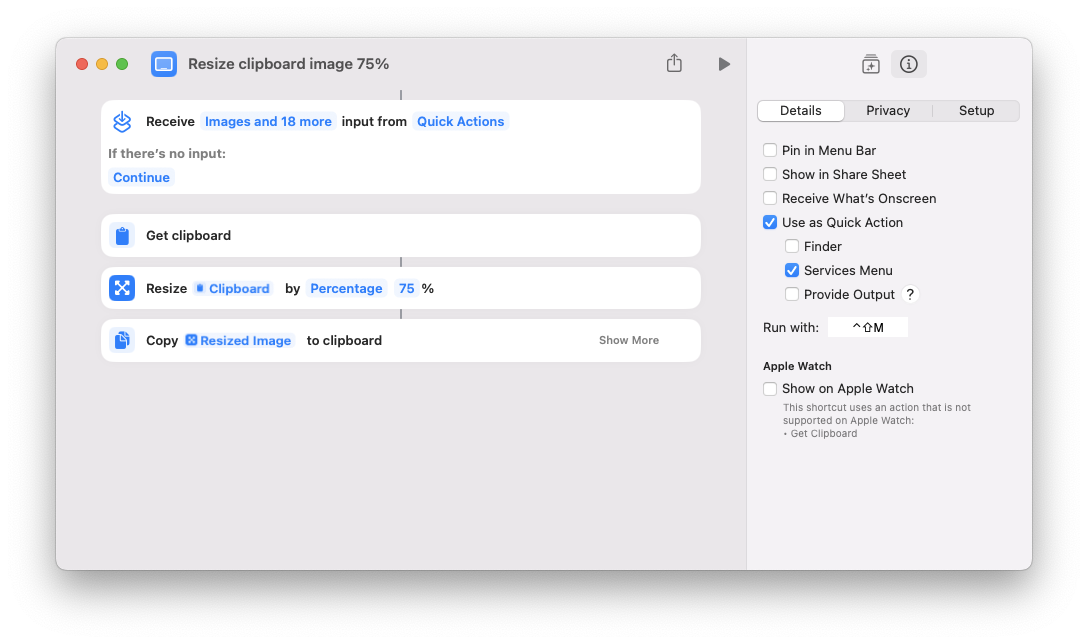 Resize clipboard image 75%
Receive Images and 18 more input from Quick Actions
If there's no input:
Continue
Get clipboard
Resize Clipboard by Percentage 75 %
Copy Resized Image to clipboard Show More
Details Privacy Setup
Pin in Menu Bar
Show in Share Sheet
Receive What's Onscreen
Use as Quick Action
Finder
Services Menu
Provide Output ?
Run with: ^⇧M
Apple Watch
Show on Apple Watch
This shortcut uses an action that is not
supported on Apple Watch:
• Get Clipboard